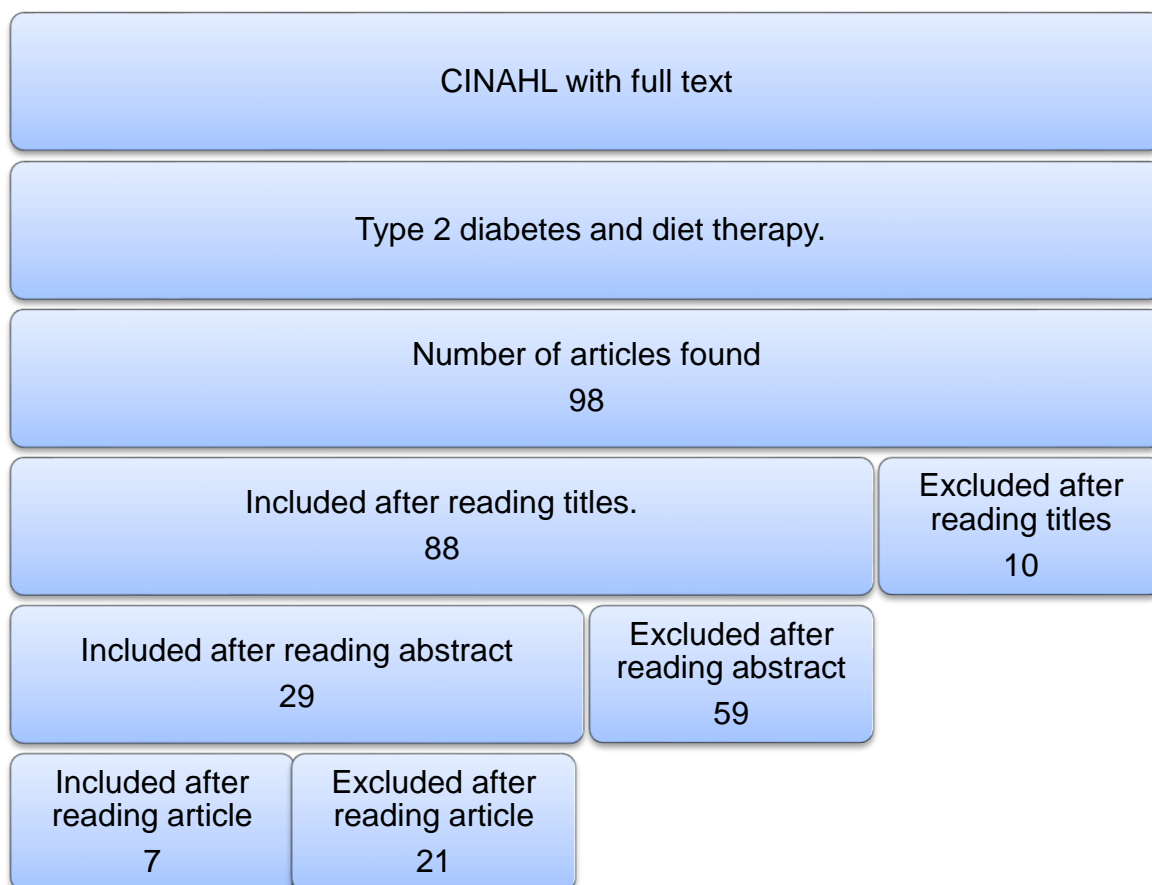 CINAHL with full text
Type 2 diabetes and diet therapy.
Number of articles found
98
Included after reading titles.
88
Excluded after
reading titles
10
Included after reading abstract
29
Excluded after
reading abstract
59
Included after
reading article
7
Excluded after
reading article
21